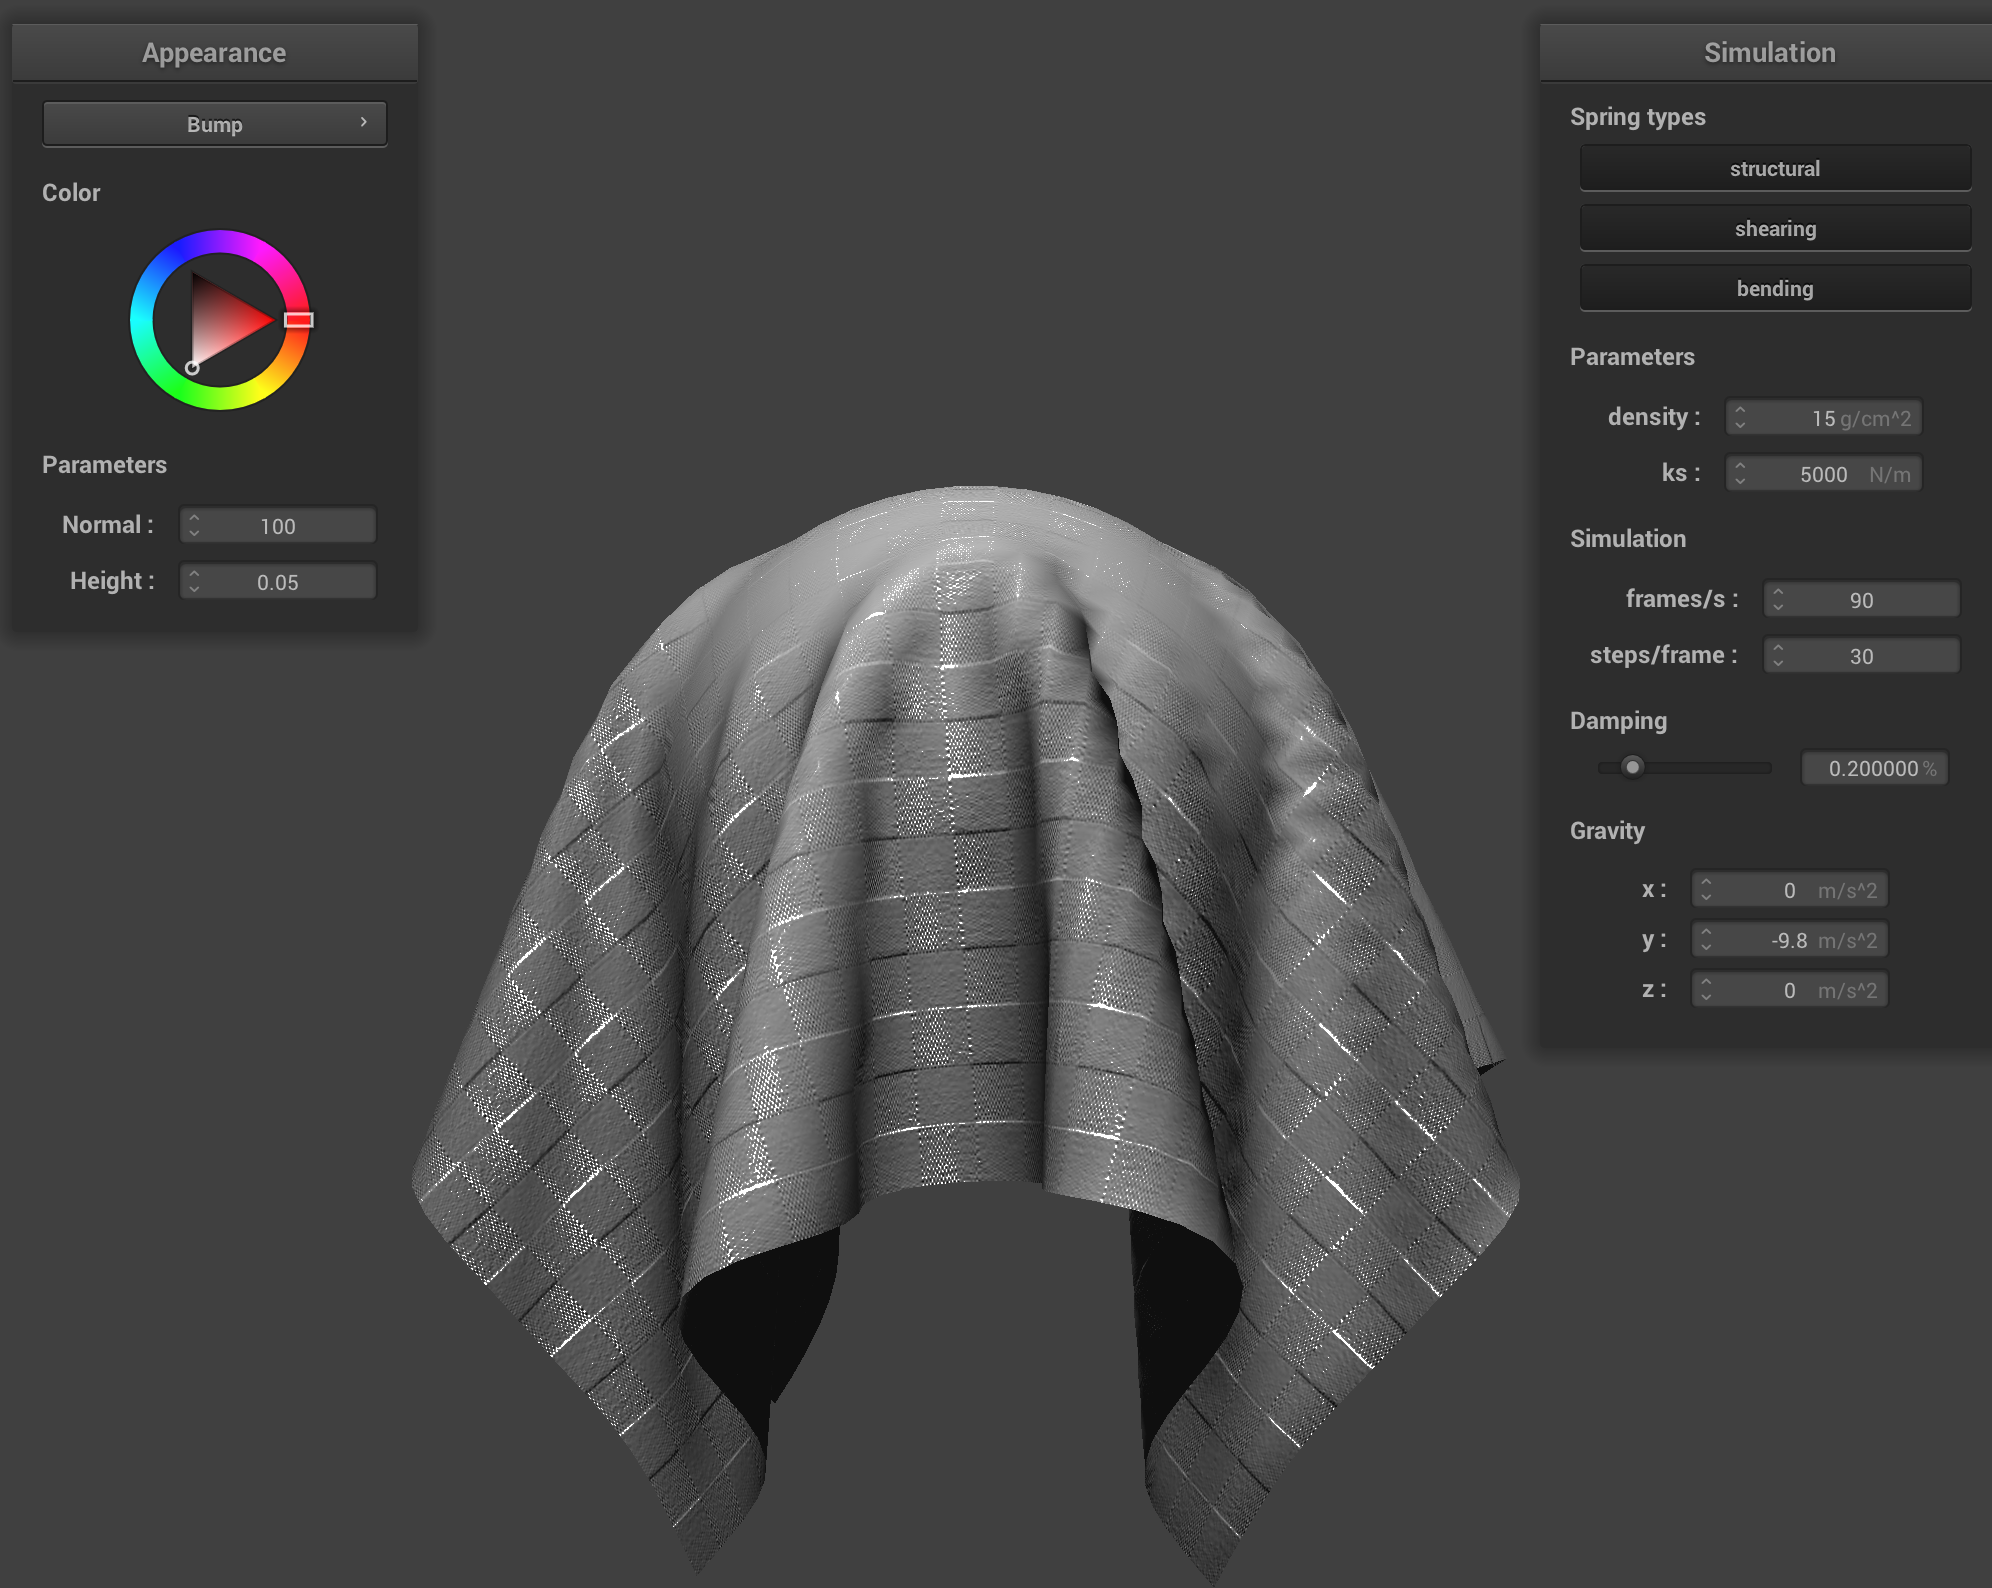 Appearance
Bump
Color
Parameters
Normal : 100
Height : 0.05
Simulation
Spring types
structural
shearing
bending
Parameters
density : 15 g/cm^2
ks : 5000 N/m
Simulation
frames/s : 90
steps/frame : 30
Damping
0.200000 %
Gravity
x : 0 m/s^2
y : -9.8 m/s^2
z : 0 m/s^2